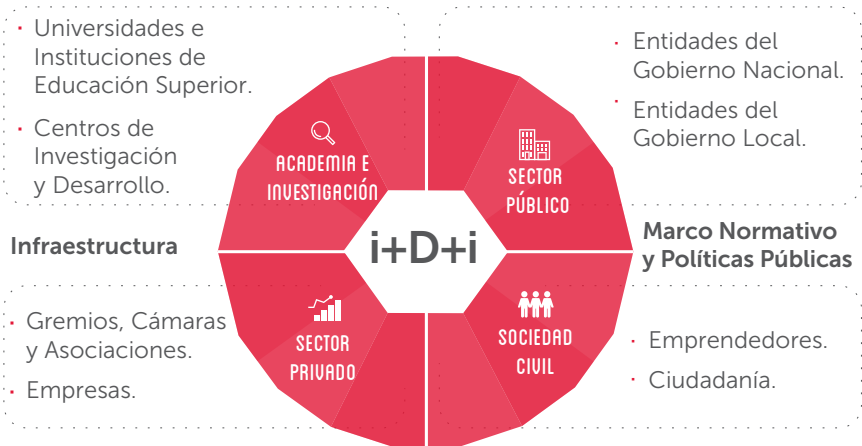 · Universidades e
Instituciones de
Educación Superior.
· Centros de
Investigación
y Desarrollo.
ACADEMIA E
INVESTIGACIÓN
SECTOR
PÚBLICO
· Entidades del
Gobierno Nacional.
· Entidades del
Gobierno Local.
Infraestructura
i+D+i
Marco Normativo
y Políticas Públicas
· Gremios, Cámaras
y Asociaciones.
· Empresas.
SECTOR
PRIVADO
SOCIEDAD
CIVIL
· Emprendedores.
· Ciudadanía.